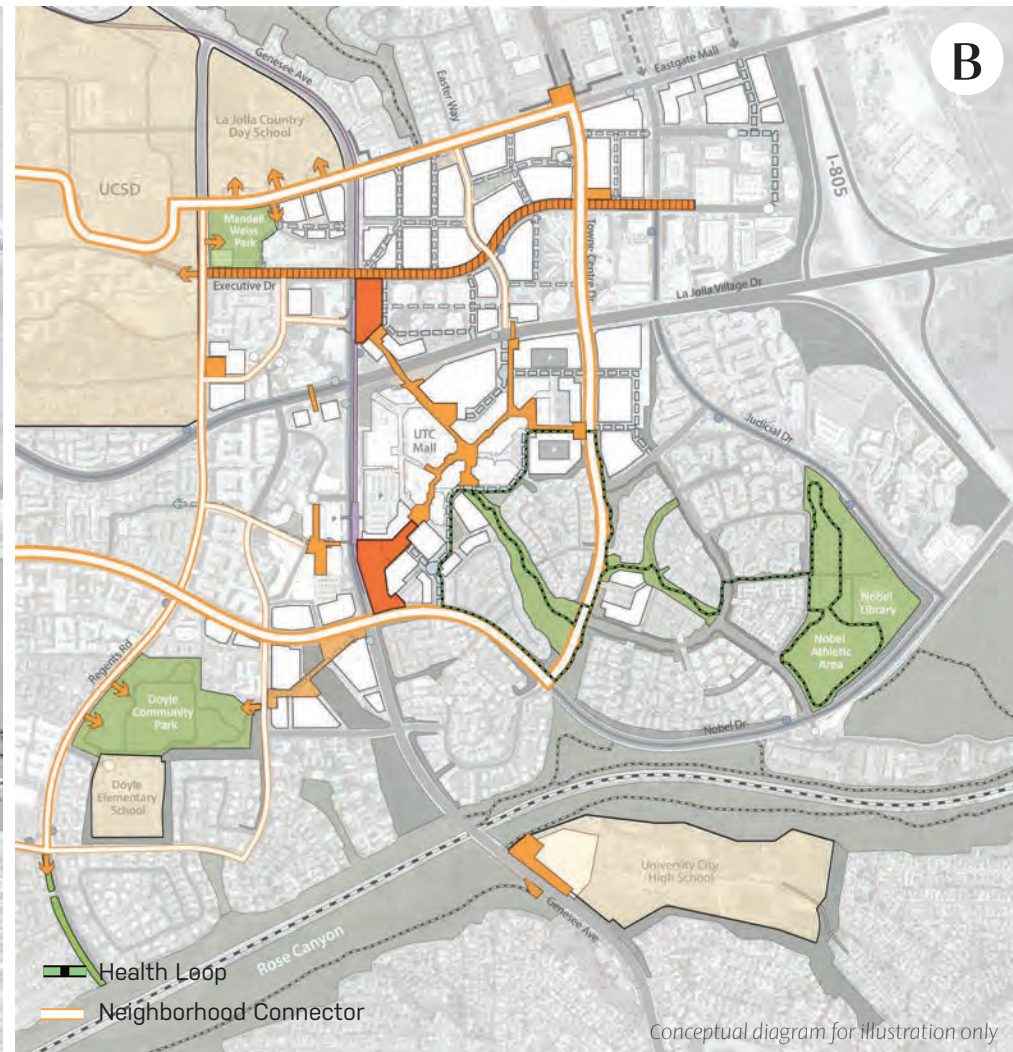 B
Genesee Ave
Easter Way
Eastgate Mall
La Jolla Country
Day School
I-805
UCSD
Mandell
Weiss
Park
Towne Centre Dr
Executive Dr
La Jolla Village Dr
P
UTC
Mall
P
Judicial Dr
P
Nobel
Library
Nobel
Athletic
Area
Regents Rd
Doyle
Community
Park
Nobel Dr
Doyle
Elementary
School
University City
High School
Genesee Ave
Rose Canyon
Health Loop
Neighborhood Connector
Conceptual diagram for illustration only